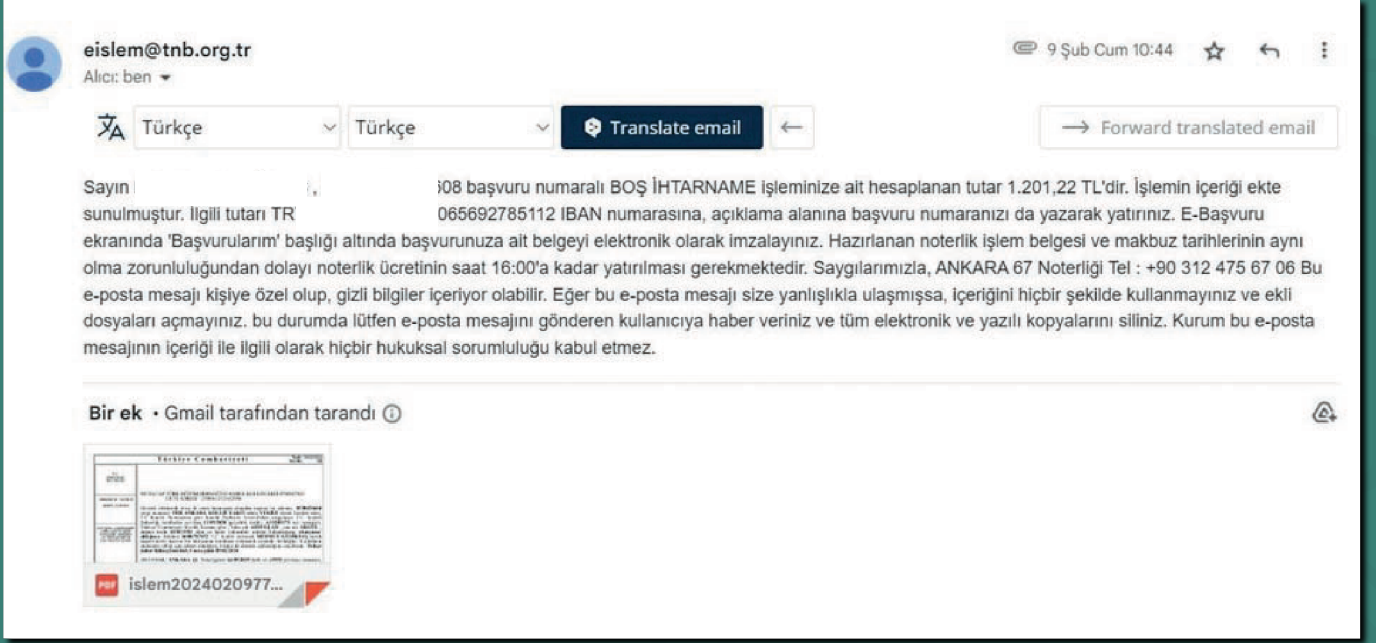 eislem@tnb.org.tr
9 Şub Cum 10:44
Alıcı: ben
Türkçe
Türkçe
Translate email
Forward translated email
Sayın , 608 başvuru numaralı BOŞ İHTARNAME işleminize ait hesaplanan tutar 1.201,22 TL'dir. İşlemin içeriği ekte
sunulmuştur. İlgili tutarı TR 065692785112 IBAN numarasına, açıklama alanına başvuru numaranızı da yazarak yatırınız. E-Başvuru
ekranında 'Başvurularım' başlığı altında başvurunuza ait belgeyi elektronik olarak imzalayınız. Hazırlanan noterlik işlem belgesi ve makbuz tarihlerinin aynı
olma zorunluluğundan dolayı noterlik ücretinin saat 16:00'a kadar yatırılması gerekmektedir. Saygılarımızla, ANKARA 67 Noterliği Tel : +90 312 475 67 06 Bu
e-posta mesajı kişiye özel olup, gizli bilgiler içeriyor olabilir. Eğer bu e-posta mesajı size yanlışlıkla ulaşmışsa, içeriğini hiçbir şekilde kullanmayınız ve ekli
dosyaları açmayınız. bu durumda lütfen e-posta mesajını gönderen kullanıcıya haber veriniz ve tüm elektronik ve yazılı kopyalarını siliniz. Kurum bu e-posta
mesajının içeriği ile ilgili olarak hiçbir hukuksal sorumluluğu kabul etmez.
Bir ek • Gmail tarafından tarandı
Türkiye Cumhuriyeti
PDF
islem2024020977...